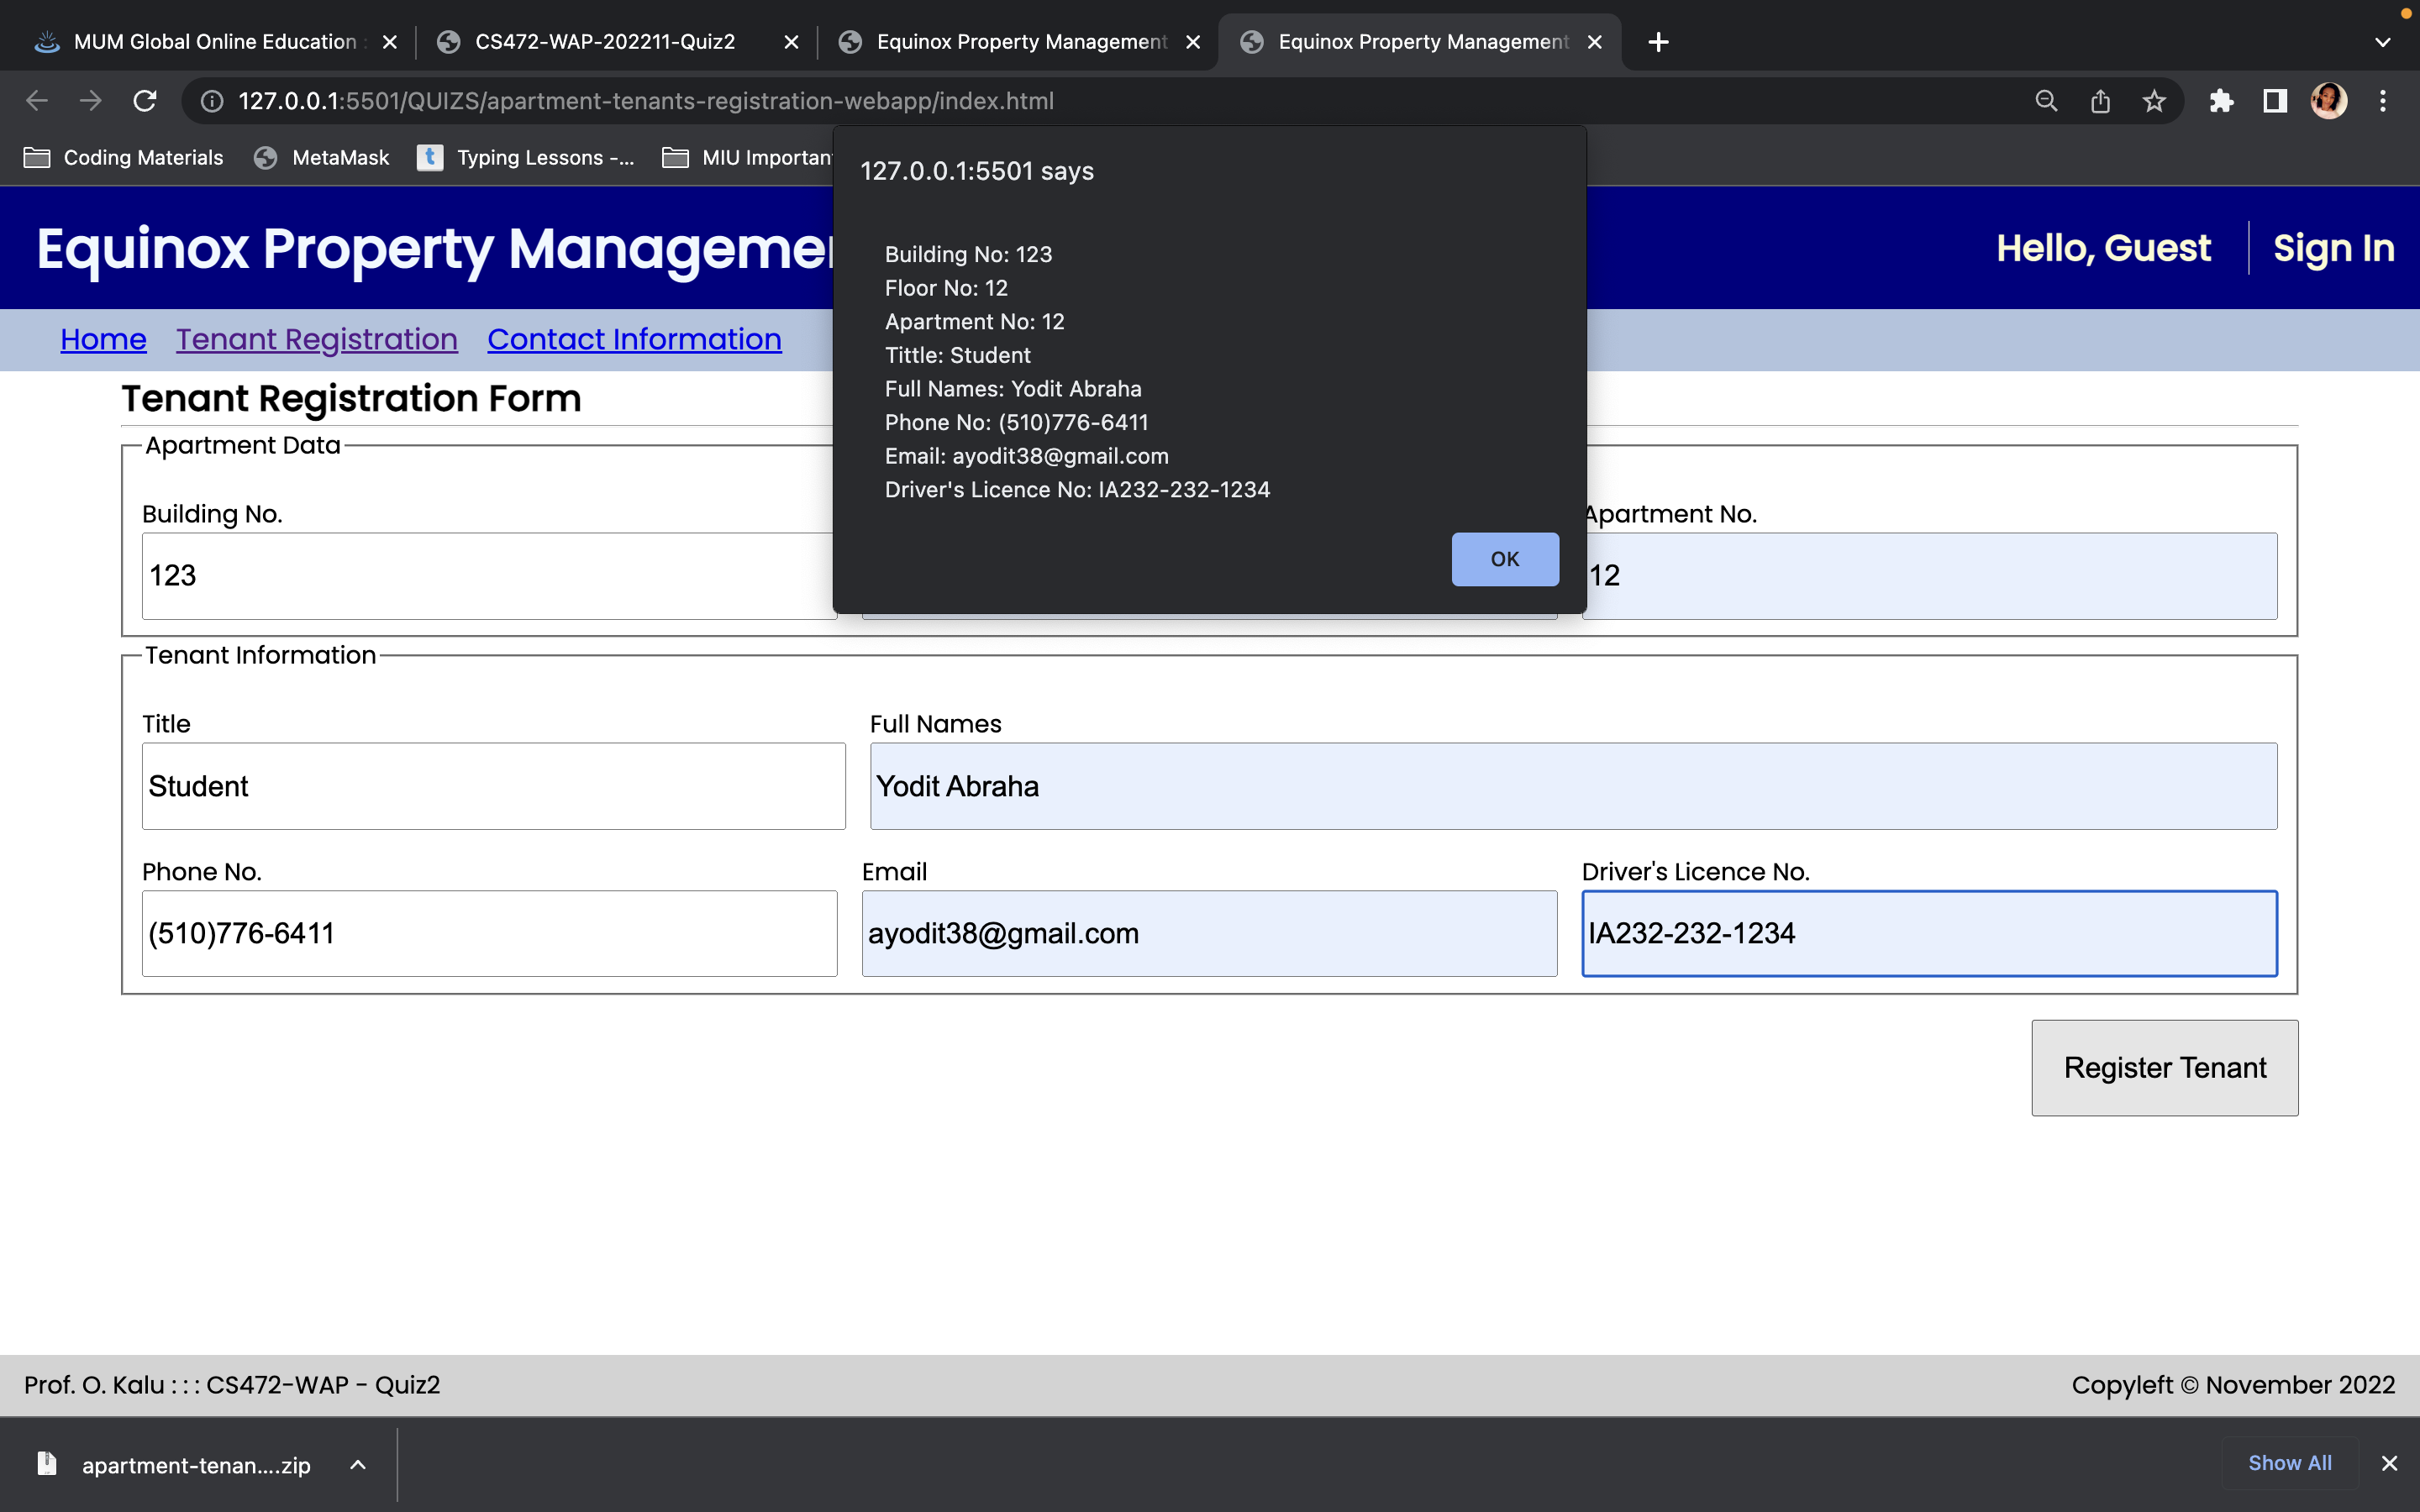 MUM Global Online Education :
CS472-WAP-202211-Quiz2
Equinox Property Management
Equinox Property Management
127.0.0.1:5501/QUIZS/apartment-tenants-registration-webapp/index.html
Coding Materials
MetaMask
t
Typing Lessons -...
MIU Important
127.0.0.1:5501 says
Building No: 123
Floor No: 12
Apartment No: 12
Tittle: Student
Full Names: Yodit Abraha
Phone No: (510)776-6411
Email: ayodit38@gmail.com
Driver's Licence No: IA232-232-1234
OK
Equinox Property Managemen
Hello, Guest
Sign In
Home
Tenant Registration
Contact Information
Tenant Registration Form
Apartment Data
Building No.
Apartment No.
123
12
Tenant Information
Title
Full Names
Student
Yodit Abraha
Phone No.
Email
Driver's Licence No.
(510)776-6411
ayodit38@gmail.com
IA232-232-1234
Register Tenant
Prof. O. Kalu : : : CS472-WAP - Quiz2
Copyleft © November 2022
apartment-tenan....zip
Show All